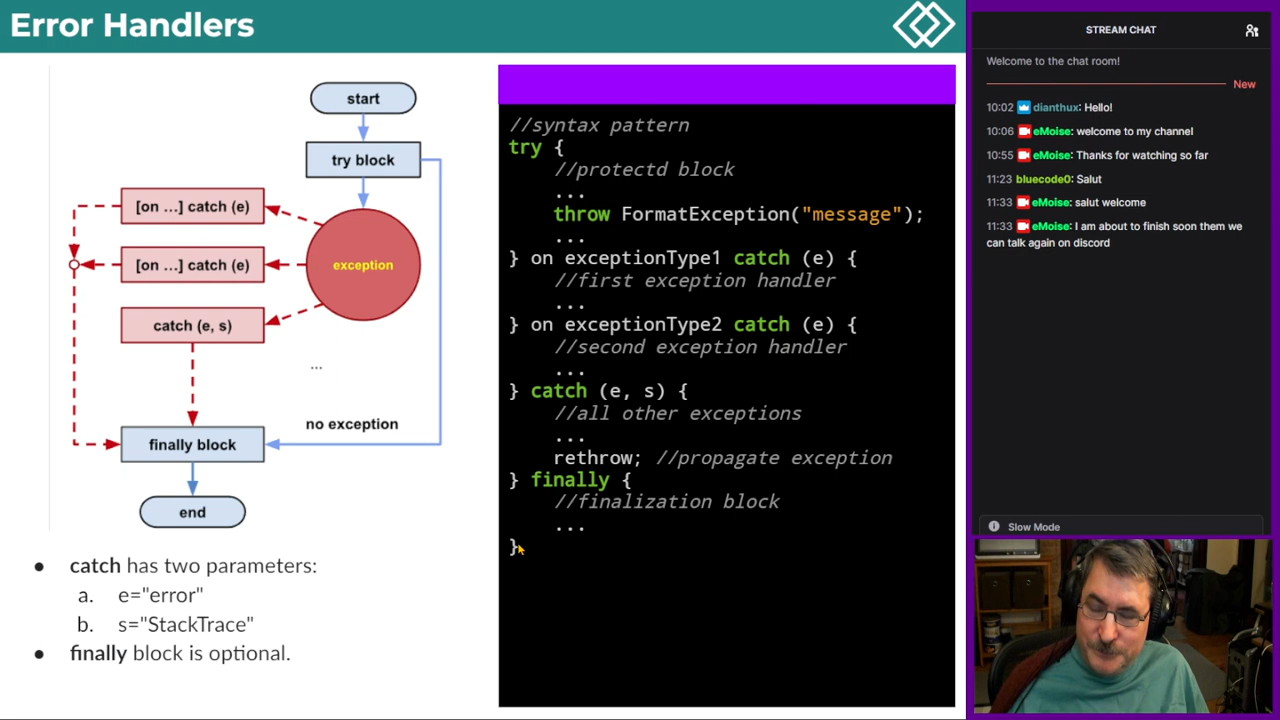 Error Handlers
start
try block
[on ...] catch (e)
[on ...] catch (e)
exception
catch (e, s)
...
no exception
finally block
end
● catch has two parameters:
a. e="error"
b. s="StackTrace"
● finally block is optional.
//syntax pattern
try {
//protectd block
...
throw FormatException("message");
...
} on exceptionType1 catch (e) {
//first exception handler
...
} on exceptionType2 catch (e) {
//second exception handler
...
} catch (e, s) {
//all other exceptions
...
rethrow; //propagate exception
} finally {
//finalization block
...
}
STREAM CHAT
Welcome to the chat room!
New
10:02 dianthux: Hello!
10:06 eMoise: welcome to my channel
10:55 eMoise: Thanks for watching so far
11:23 bluecode0: Salut
11:33 eMoise: salut welcome
11:33 eMoise: I am about to finish soon them we
can talk again on discord
Slow Mode